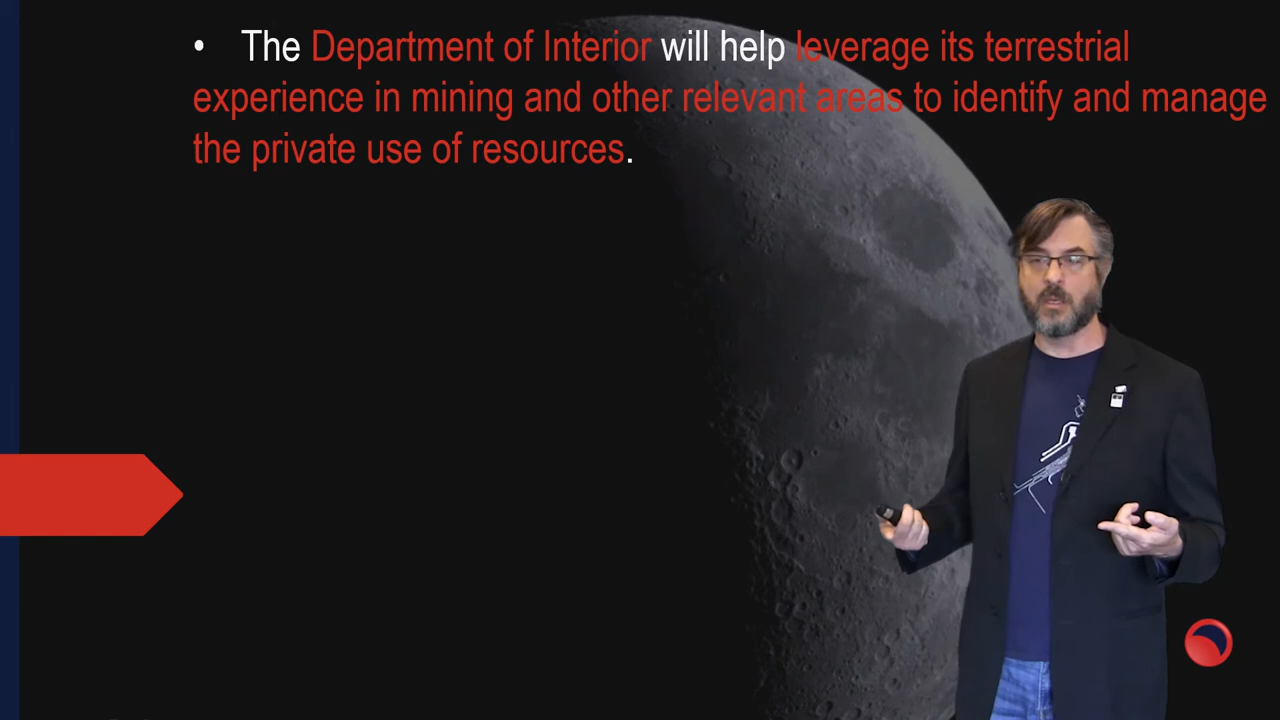 • The Department of Interior will help leverage its terrestrial
experience in mining and other relevant areas to identify and manage
the private use of resources.